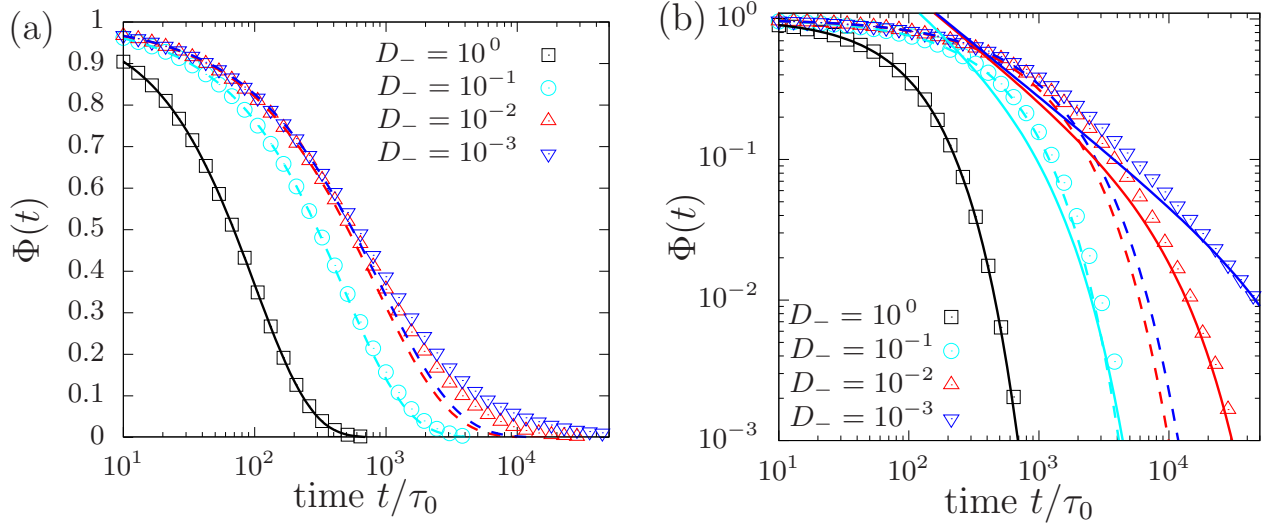 (a)
Φ(t)
1
0.9
0.8
0.7
0.6
0.5
0.4
0.3
0.2
0.1
0
D₋ = 10⁰
D₋ = 10⁻¹
D₋ = 10⁻²
D₋ = 10⁻³
10¹ 10² 10³ 10⁴
time t/τ₀
(b)
Φ(t)
10⁰
10⁻¹
10⁻²
10⁻³
D₋ = 10⁰
D₋ = 10⁻¹
D₋ = 10⁻²
D₋ = 10⁻³
10¹ 10² 10³ 10⁴
time t/τ₀